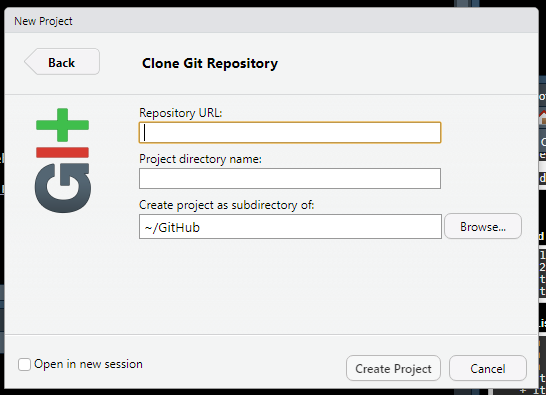 New Project
Back
Clone Git Repository
Repository URL:
Project directory name:
Create project as subdirectory of:
~/GitHub
Browse...
GIt
Open in new session
Create Project
Cancel